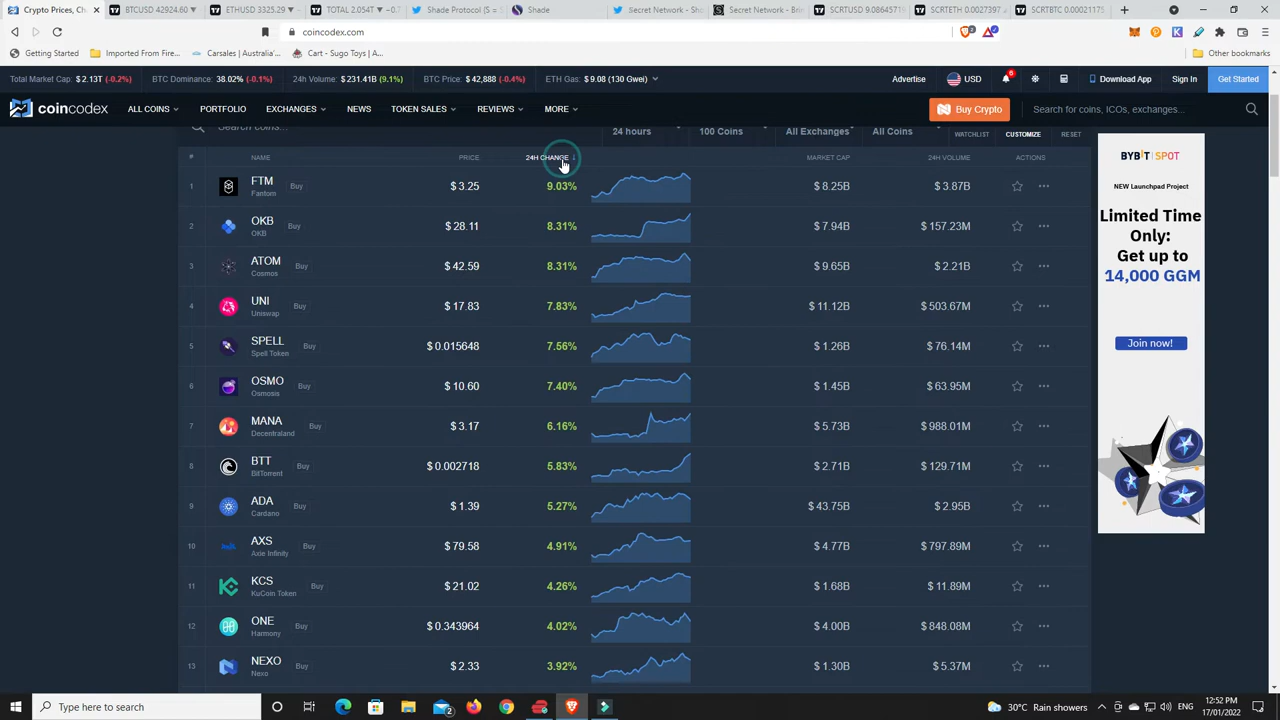 Crypto Prices, Ch
BTCUSD 42924.60
ETHUSD 3325.29
TOTAL 2.054T −0.7
Shade Protocol (S =
Shade
Secret Network - Sh
Secret Network - Brin
SCRTUSD 9.0864571
SCRTETH 0.0027397
SCRTBTC 0.00021175
coincodex.com
Getting Started
Imported From Fire...
Carsales | Australia'...
Cart - Sugo Toys | A...
Other bookmarks
Total Market Cap: $ 2.13T (-0.2%)
BTC Dominance: 38.02% (-0.1%)
24h Volume: $ 231.41B (9.1%)
BTC Price: $ 42,888 (-0.4%)
ETH Gas: $ 9.08 (130 Gwei)
Advertise
USD
6
Download App
Sign In
Get Started
coincodex
ALL COINS
PORTFOLIO
EXCHANGES
NEWS
TOKEN SALES
REVIEWS
MORE
Buy Crypto
Search for coins, ICOs, exchanges...
Search coins...
24 hours
100 Coins
All Exchanges
All Coins
WATCHLIST
CUSTOMIZE
RESET
# NAME PRICE 24H CHANGE ↓ MARKET CAP 24H VOLUME ACTIONS
1 FTM Buy $ 3.25 9.03% $ 8.25B $ 3.87B
Fantom
2 OKB Buy $ 28.11 8.31% $ 7.94B $ 157.23M
OKB
3 ATOM Buy $ 42.59 8.31% $ 9.65B $ 2.21B
Cosmos
4 UNI Buy $ 17.83 7.83% $ 11.12B $ 503.67M
Uniswap
5 SPELL Buy $ 0.015648 7.56% $ 1.26B $ 76.14M
Spell Token
6 OSMO Buy $ 10.60 7.40% $ 1.45B $ 63.95M
Osmosis
7 MANA Buy $ 3.17 6.16% $ 5.73B $ 988.01M
Decentraland
8 BTT Buy $ 0.002718 5.83% $ 2.71B $ 129.71M
BitTorrent
9 ADA Buy $ 1.39 5.27% $ 43.75B $ 2.95B
Cardano
10 AXS Buy $ 79.58 4.91% $ 4.77B $ 797.89M
Axie Infinity
11 KCS Buy $ 21.02 4.26% $ 1.68B $ 11.89M
KuCoin Token
12 ONE Buy $ 0.343964 4.02% $ 4.00B $ 848.08M
Harmony
13 NEXO Buy $ 2.33 3.92% $ 1.30B $ 5.37M
Nexo
BYBIT | SPOT
NEW Launchpad Project
Limited Time
Only:
Get up to
14,000 GGM
Join now!
Type here to search
2
30°C Rain showers
ENG
12:52 PM
17/01/2022